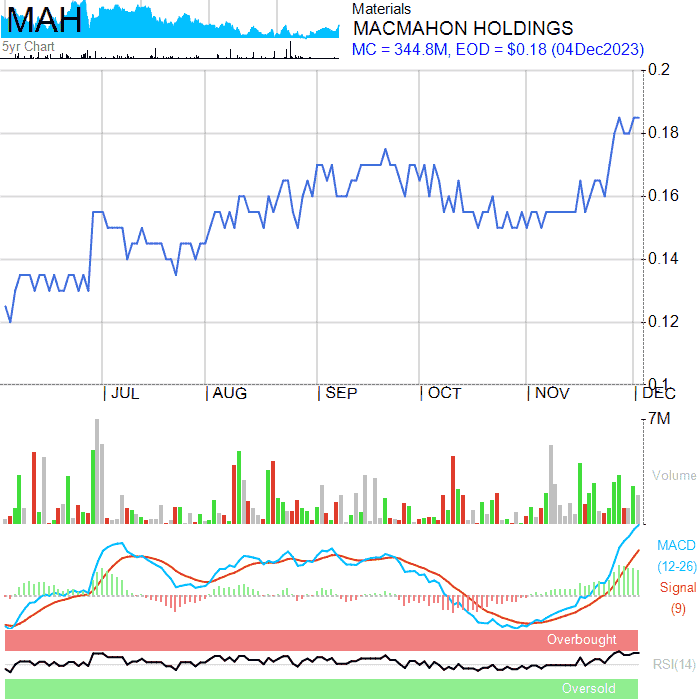 MAH
5yr Chart
Materials
MACMAHON HOLDINGS
MC = 344.8M, EOD = $0.18 (04Dec2023)
0.2
0.18
0.16
0.14
0.12
0.1
JUL
AUG
SEP
OCT
NOV
DEC
7M
Volume
MACD
(12-26)
Signal
(9)
Overbought
RSI(14)
Oversold